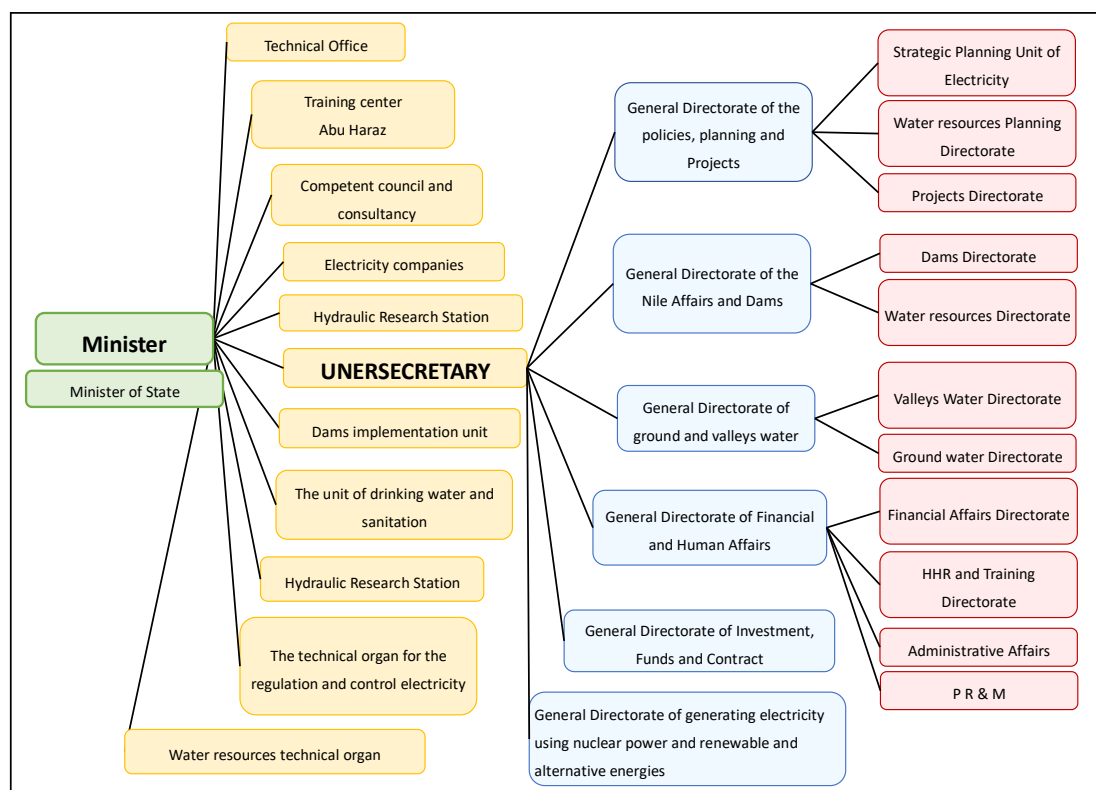 Technical Office
Training center
Abu Haraz
Competent council and
consultancy
Electricity companies
Hydraulic Research Station
Minister
Minister of State
UNERSECRETARY
Dams implementation unit
The unit of drinking water and
sanitation
Hydraulic Research Station
The technical organ for the
regulation and control electricity
Water resources technical organ
General Directorate of the
policies, planning and
Projects
General Directorate of the
Nile Affairs and Dams
General Directorate of
ground and valleys water
General Directorate of Financial
and Human Affairs
General Directorate of Investment,
Funds and Contract
General Directorate of generating electricity
using nuclear power and renewable and
alternative energies
Strategic Planning Unit of
Electricity
Water resources Planning
Directorate
Projects Directorate
Dams Directorate
Water resources Directorate
Valleys Water Directorate
Ground water Directorate
Financial Affairs Directorate
HHR and Training
Directorate
Administrative Affairs
P R & M